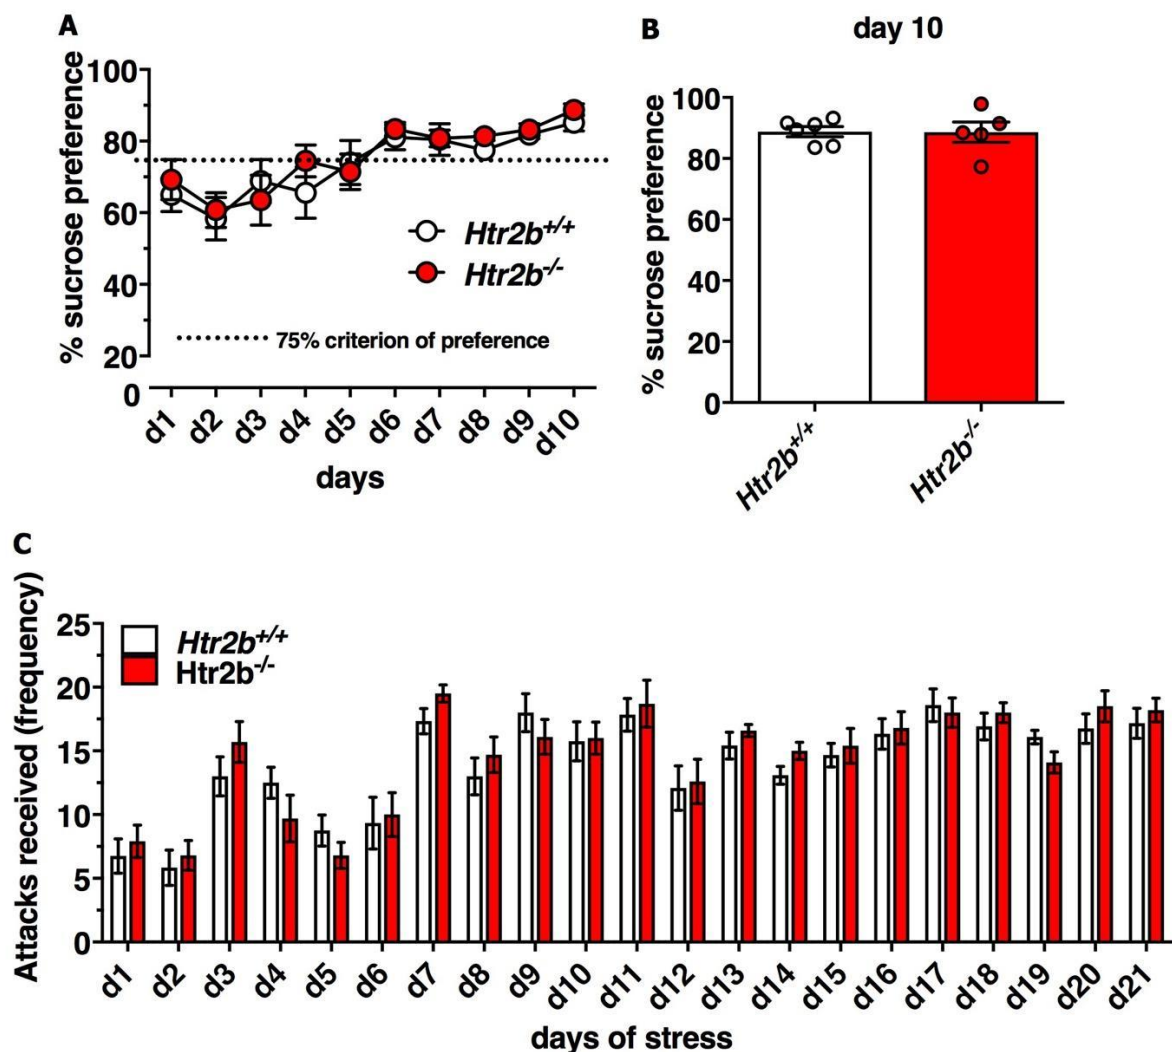 A
% sucrose preference
100
80
60
40
20
0
Htr2b+/+
Htr2b-/-
75% criterion of preference
d1 d2 d3 d4 d5 d6 d7 d8 d9 d10
days
B
day 10
% sucrose preference
100
80
60
40
20
0
Htr2b+/+ Htr2b-/-
C
Attacks received (frequency)
25
20
15
10
5
0
Htr2b+/+
Htr2b-/-
d1 d2 d3 d4 d5 d6 d7 d8 d9 d10 d11 d12 d13 d14 d15 d16 d17 d18 d19 d20 d21
days of stress